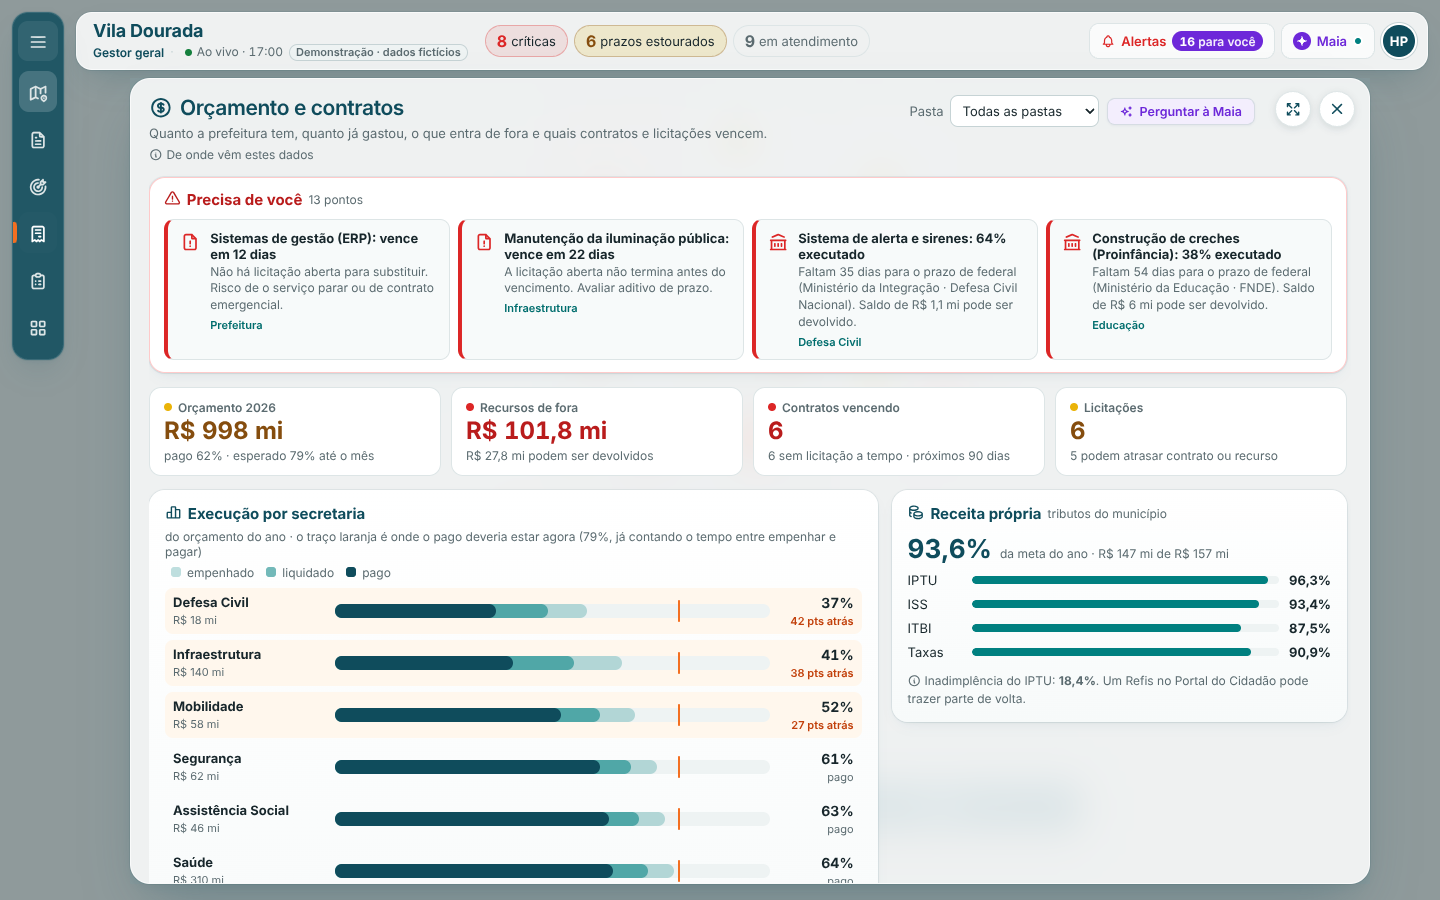 Vila Dourada
Gestor geral · Ao vivo · 17:00 Demonstração · dados fictícios
8 críticas
6 prazos estourados
9 em atendimento
Alertas 16 para você
Maia
HP
Orçamento e contratos
Quanto a prefeitura tem, quanto já gastou, o que entra de fora e quais contratos e licitações vencem.
De onde vêm estes dados
Pasta Todas as pastas
Perguntar à Maia
Precisa de você 13 pontos
Sistemas de gestão (ERP): vence
em 12 dias
Não há licitação aberta para substituir.
Risco de o serviço parar ou de contrato
emergencial.
Prefeitura
Manutenção da iluminação pública:
vence em 22 dias
A licitação aberta não termina antes do
vencimento. Avaliar aditivo de prazo.
Infraestrutura
Sistema de alerta e sirenes: 64%
executado
Faltam 35 dias para o prazo de federal
(Ministério da Integração · Defesa Civil
Nacional). Saldo de R$ 1,1 mi pode ser
devolvido.
Defesa Civil
Construção de creches
(Proinfância): 38% executado
Faltam 54 dias para o prazo de federal
(Ministério da Educação · FNDE). Saldo
de R$ 6 mi pode ser devolvido.
Educação
Orçamento 2026
R$ 998 mi
pago 62% · esperado 79% até o mês
Recursos de fora
R$ 101,8 mi
R$ 27,8 mi podem ser devolvidos
Contratos vencendo
6
6 sem licitação a tempo · próximos 90 dias
Licitações
6
5 podem atrasar contrato ou recurso
Execução por secretaria
do orçamento do ano · o traço laranja é onde o pago deveria estar agora (79%, já contando o tempo entre empenhar e
pagar)
empenhado liquidado pago
Defesa Civil 37%
R$ 18 mi 42 pts atrás
Infraestrutura 41%
R$ 140 mi 38 pts atrás
Mobilidade 52%
R$ 58 mi 27 pts atrás
Segurança 61%
R$ 62 mi pago
Assistência Social 63%
R$ 46 mi pago
Saúde 64%
R$ 310 mi pago
Receita própria tributos do município
93,6% da meta do ano · R$ 147 mi de R$ 157 mi
IPTU 96,3%
ISS 93,4%
ITBI 87,5%
Taxas 90,9%
Inadimplência do IPTU: 18,4%. Um Refis no Portal do Cidadão pode
trazer parte de volta.